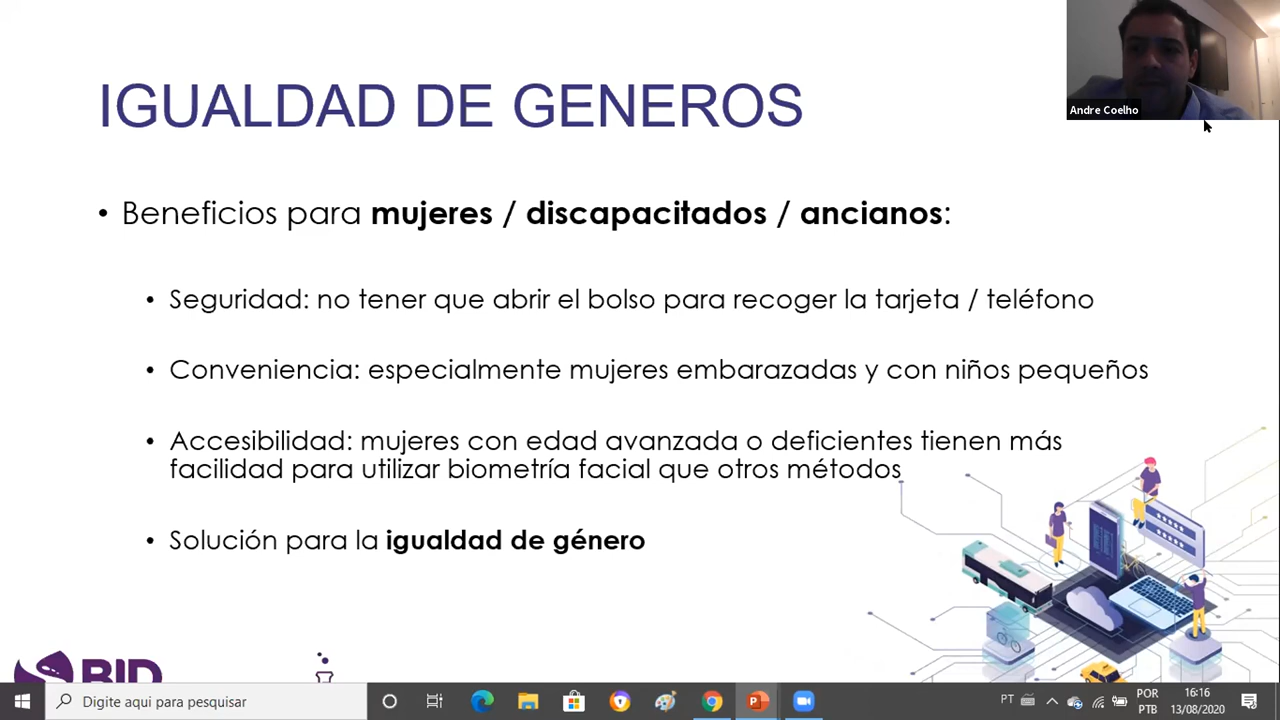 Andre Coelho
IGUALDAD DE GENEROS
• Beneficios para mujeres / discapacitados / ancianos:
• Seguridad: no tener que abrir el bolso para recoger la tarjeta / teléfono
• Conveniencia: especialmente mujeres embarazadas y con niños pequeños
• Accesibilidad: mujeres con edad avanzada o deficientes tienen más
facilidad para utilizar biometría facial que otros métodos
• Solución para la igualdad de género
BID
Digite aqui para pesquisar
PT
POR
PTB
16:16
13/08/2020